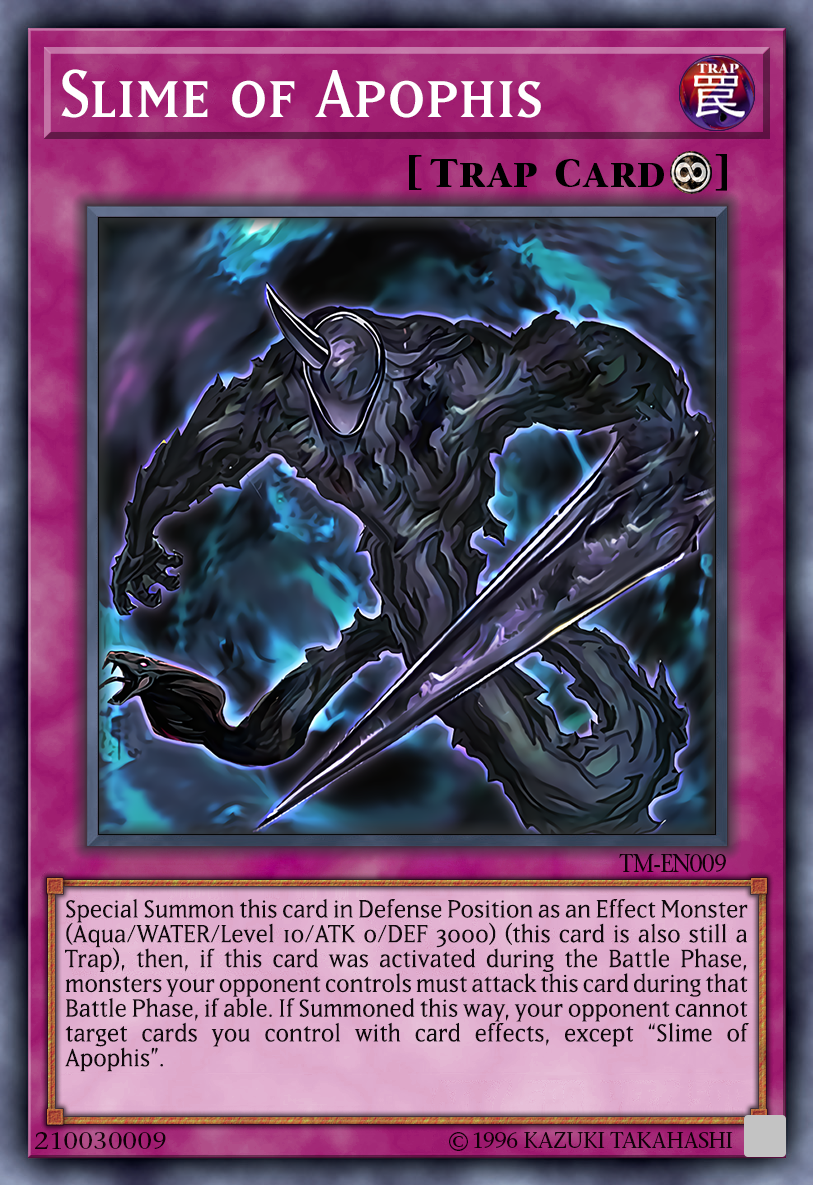 Slime of Apophis
TRAP
罠
[Trap Card∞]
TM-EN009
Special Summon this card in Defense Position as an Effect Monster
(Aqua/WATER/Level 10/ATK 0/DEF 3000) (this card is also still a
Trap), then, if this card was activated during the Battle Phase,
monsters your opponent controls must attack this card during that
Battle Phase, if able. If Summoned this way, your opponent cannot
target cards you control with card effects, except “Slime of
Apophis”.
210030009
© 1996 KAZUKI TAKAHASHI